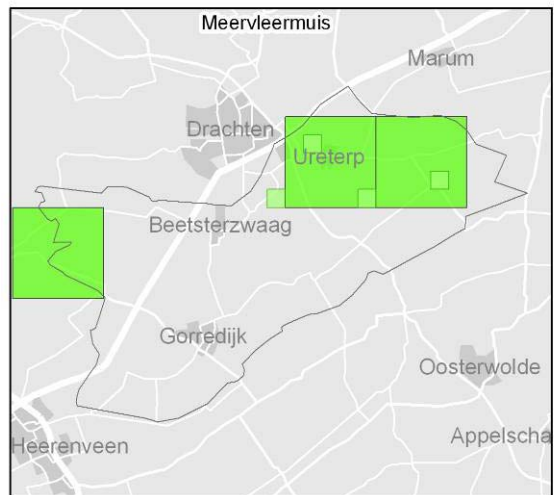 Meervleermuis
Marum
Drachten
Ureterp
Beetsterzwaag
Gorredijk
Oosterwolde
Heerenveen
Appelscha